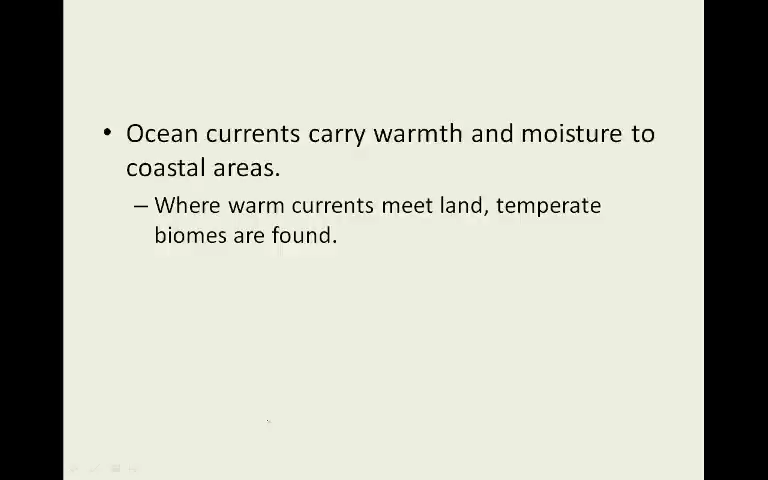 • Ocean currents carry warmth and moisture to
coastal areas.
– Where warm currents meet land, temperate
biomes are found.